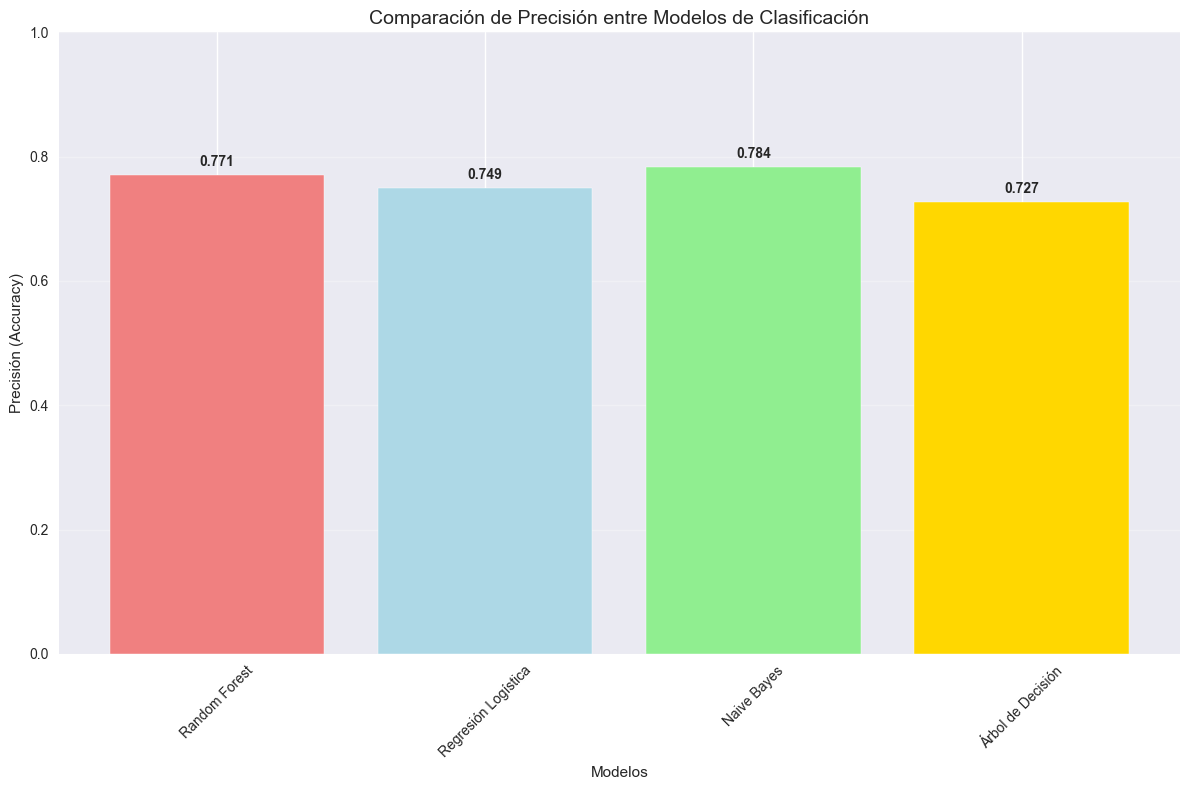 Comparación de Precisión entre Modelos de Clasificación
Precisión (Accuracy)
1.0
0.8
0.6
0.4
0.2
0.0
0.771
0.749
0.784
0.727
Random Forest
Regresión Logística
Naive Bayes
Árbol de Decisión
Modelos